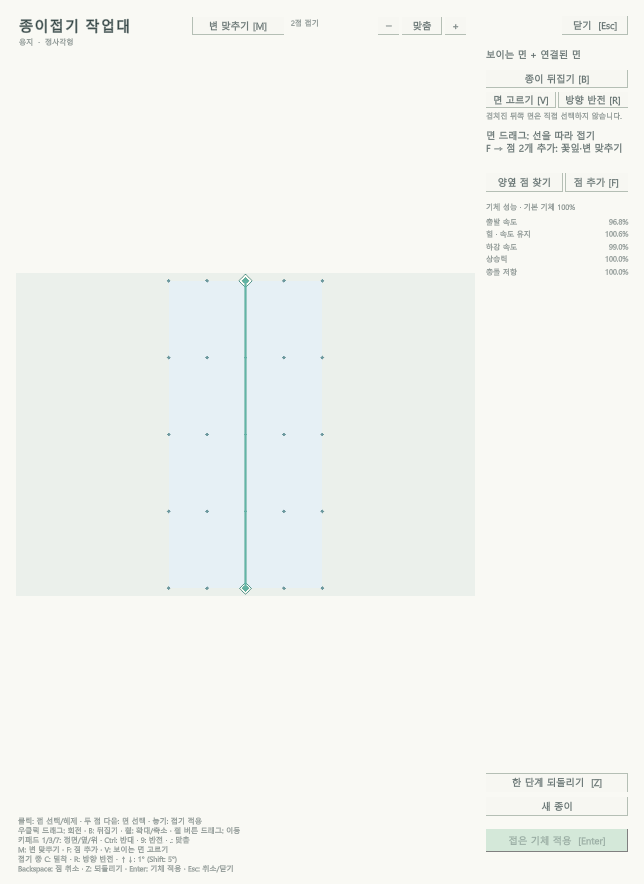 종이접기 작업대
용지 · 정사각형
변 맞추기 [M]
2점 접기
−
맞춤
+
닫기 [Esc]
보이는 면 + 연결된 면
종이 뒤집기 [B]
면 고르기 [V]
방향 반전 [R]
겹쳐진 뒤쪽 면은 직접 선택하지 않습니다.
면 드래그: 선을 따라 접기
F → 점 2개 추가: 꽃잎·변 맞추기
양옆 점 찾기
점 추가 [F]
기체 성능 · 기본 기체 100%
종말 속도 96.8%
힘 · 속도 유지 100.6%
하강 속도 99.0%
상승력 100.0%
충돌 저항 100.0%
한 단계 되돌리기 [Z]
새 종이
접은 기체 적용 [Enter]
클릭: 점 선택/해제 · 두 점 다음: 면 선택 · 놓기: 접기 적용
우클릭 드래그: 회전 · B: 뒤집기 · 휠: 확대/축소 · 휠 버튼 드래그: 이동
키패드 1/3/7: 정면/옆/위 · Ctrl: 반대 · 9: 반전 · .: 맞춤
M: 변 맞추기 · F: 점 추가 · V: 보이는 면 고르기
접기 중 C: 밀착 · R: 방향 반전 · ↑ ↓: 1° (Shift: 5°)
Backspace: 점 취소 · Z: 되돌리기 · Enter: 기체 적용 · Esc: 취소/닫기